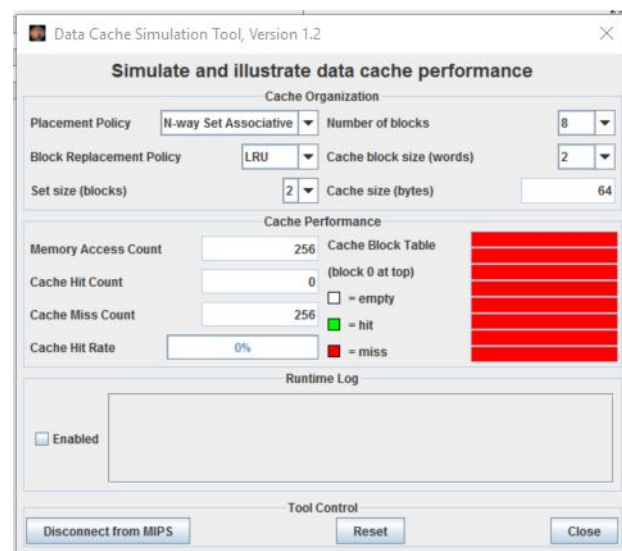 Data Cache Simulation Tool, Version 1.2
Simulate and illustrate data cache performance
Cache Organization
Placement Policy N-way Set Associative Number of blocks 8
Block Replacement Policy LRU Cache block size (words) 2
Set size (blocks) 2 Cache size (bytes) 64
Cache Performance
Memory Access Count 256 Cache Block Table
(block 0 at top)
Cache Hit Count 0
= empty
Cache Miss Count 256
= hit
Cache Hit Rate 0% = miss
Runtime Log
Enabled
Tool Control
Disconnect from MIPS Reset Close